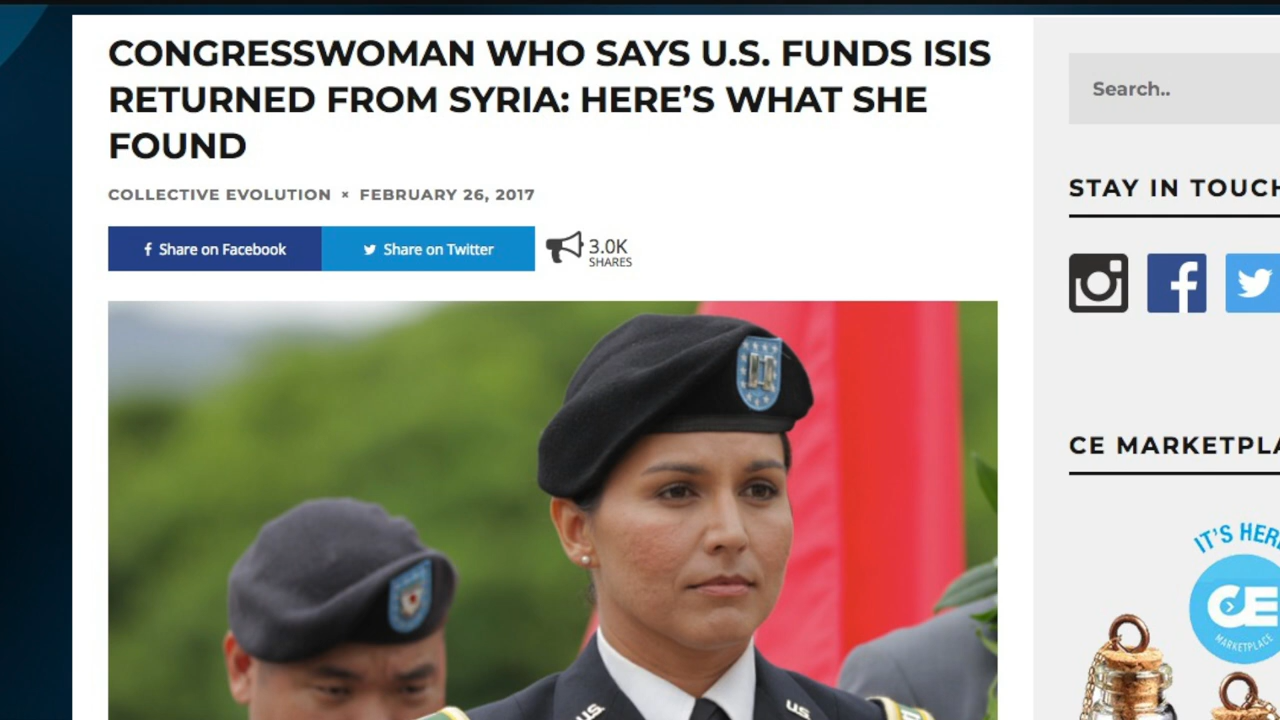 CONGRESSWOMAN WHO SAYS U.S. FUNDS ISIS
RETURNED FROM SYRIA: HERE'S WHAT SHE
FOUND
COLLECTIVE EVOLUTION × FEBRUARY 26, 2017
Share on Facebook
Share on Twitter
3.0K
SHARES
Search..
STAY IN TOUCH
CE MARKETPLA
IT'S HER
CE
MARKETPLACE
US
US